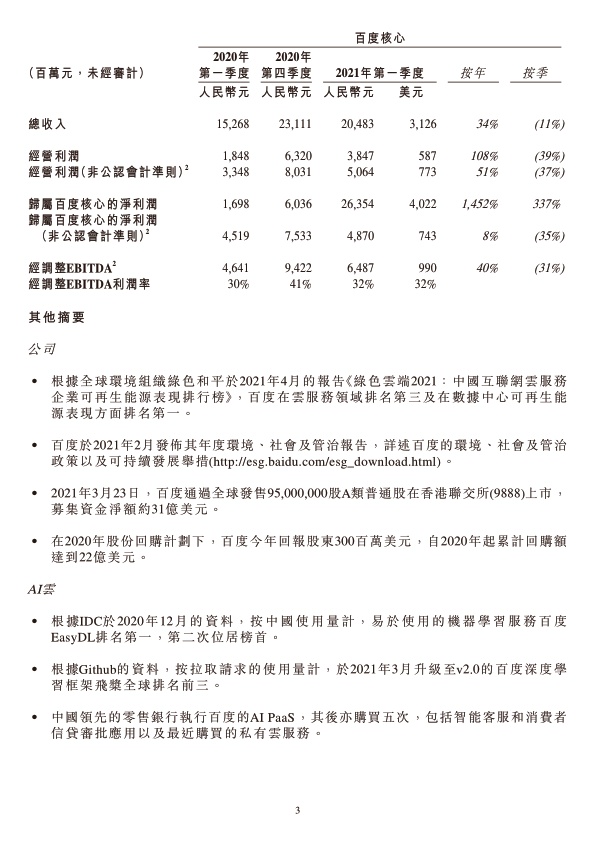 百度核心
2020年 2020年
(百萬元，未經審計) 第一季度 第四季度 2021年第一季度 按年 按季
人民幣元 人民幣元 人民幣元 美元
總收入 15,268 23,111 20,483 3,126 34% (11%)
經營利潤 1,848 6,320 3,847 587 108% (39%)
經營利潤(非公認會計準則)2 3,348 8,031 5,064 773 51% (37%)
歸屬百度核心的淨利潤 1,698 6,036 26,354 4,022 1,452% 337%
歸屬百度核心的淨利潤
(非公認會計準則)2 4,519 7,533 4,870 743 8% (35%)
經調整EBITDA2 4,641 9,422 6,487 990 40% (31%)
經調整EBITDA利潤率 30% 41% 32% 32%
其他摘要
公司
• 根據全球環境組織綠色和平於2021年4月的報告《綠色雲端2021：中國互聯網雲服務
企業可再生能源表現排行榜》，百度在雲服務領域排名第三及在數據中心可再生能
源表現方面排名第一。
• 百度於2021年2月發佈其年度環境、社會及管治報告，詳述百度的環境、社會及管治
政策以及可持續發展舉措(http://esg.baidu.com/esg_download.html)。
• 2021年3月23日，百度通過全球發售95,000,000股A類普通股在香港聯交所(9888)上市，
募集資金淨額約31億美元。
• 在2020年股份回購計劃下，百度今年回報股東300百萬美元，自2020年起累計回購額
達到22億美元。
AI雲
• 根據IDC於2020年12月的資料，按中國使用量計，易於使用的機器學習服務百度
EasyDL排名第一，第二次位居榜首。
• 根據Github的資料，按拉取請求的使用量計，於2021年3月升級至v2.0的百度深度學
習框架飛槳全球排名前三。
• 中國領先的零售銀行執行百度的AI PaaS，其後亦購買五次，包括智能客服和消費者
信貸審批應用以及最近購買的私有雲服務。
3